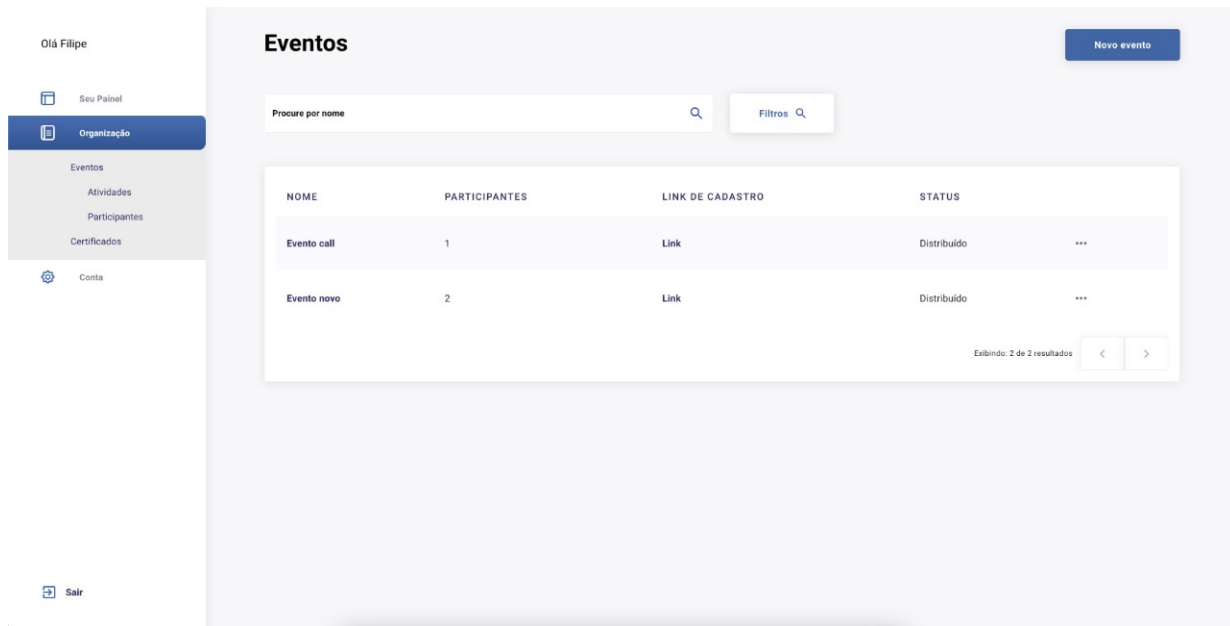 Olá Filipe
Seu Painel
Organização
Eventos
Atividades
Participantes
Certificados
Conta
Sair
Eventos
Novo evento
Procure por nome
Filtros
NOME PARTICIPANTES LINK DE CADASTRO STATUS
Evento call 1 Link Distribuído ...
Evento novo 2 Link Distribuído ...
Exibindo: 2 de 2 resultados < >